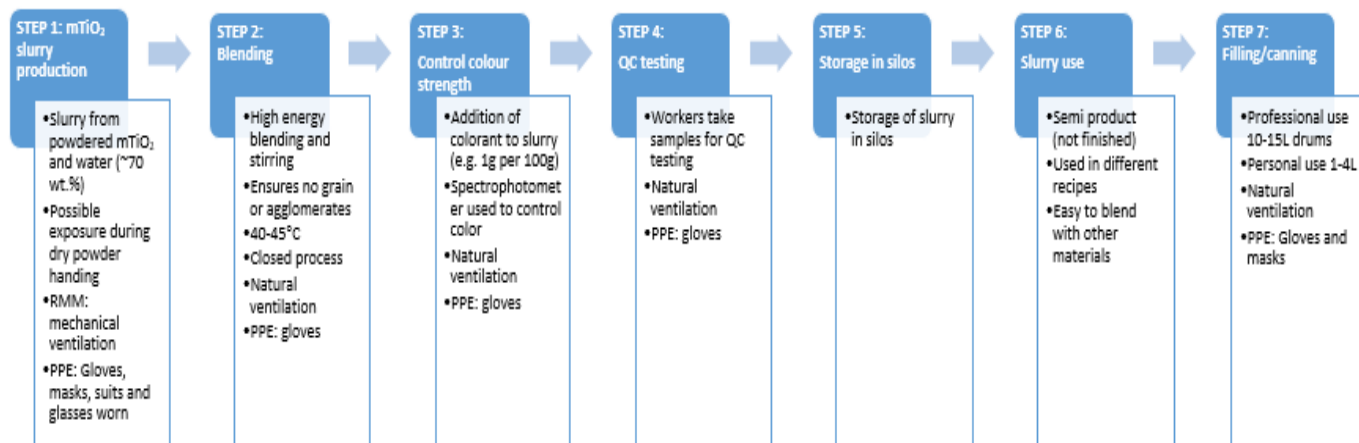 STEP 1: mTiO₂
slurry
production
•Slurry from
powdered mTiO₂
and water (~70
wt.%)
•Possible
exposure during
dry powder
handing
•RMM:
mechanical
ventilation
•PPE: Gloves,
masks, suits and
glasses worn
STEP 2:
Blending
•High energy
blending and
stirring
•Ensures no grain
or agglomerates
•40-45°C
•Closed process
•Natural
ventilation
•PPE: gloves
STEP 3:
Control colour
strength
•Addition of
colorant to slurry
(e.g. 1g per 100g)
•Spectrophotomet
er used to control
color
•Natural
ventilation
•PPE: gloves
STEP 4:
QC testing
•Workers take
samples for QC
testing
•Natural
ventilation
•PPE: gloves
STEP 5:
Storage in silos
•Storage of slurry
in silos
STEP 6:
Slurry use
•Semi product
(not finished)
•Used in different
recipes
•Easy to blend
with other
materials
STEP 7:
Filling/canning
•Professional use
10-15L drums
•Personal use 1-4L
•Natural
ventilation
•PPE: Gloves and
masks